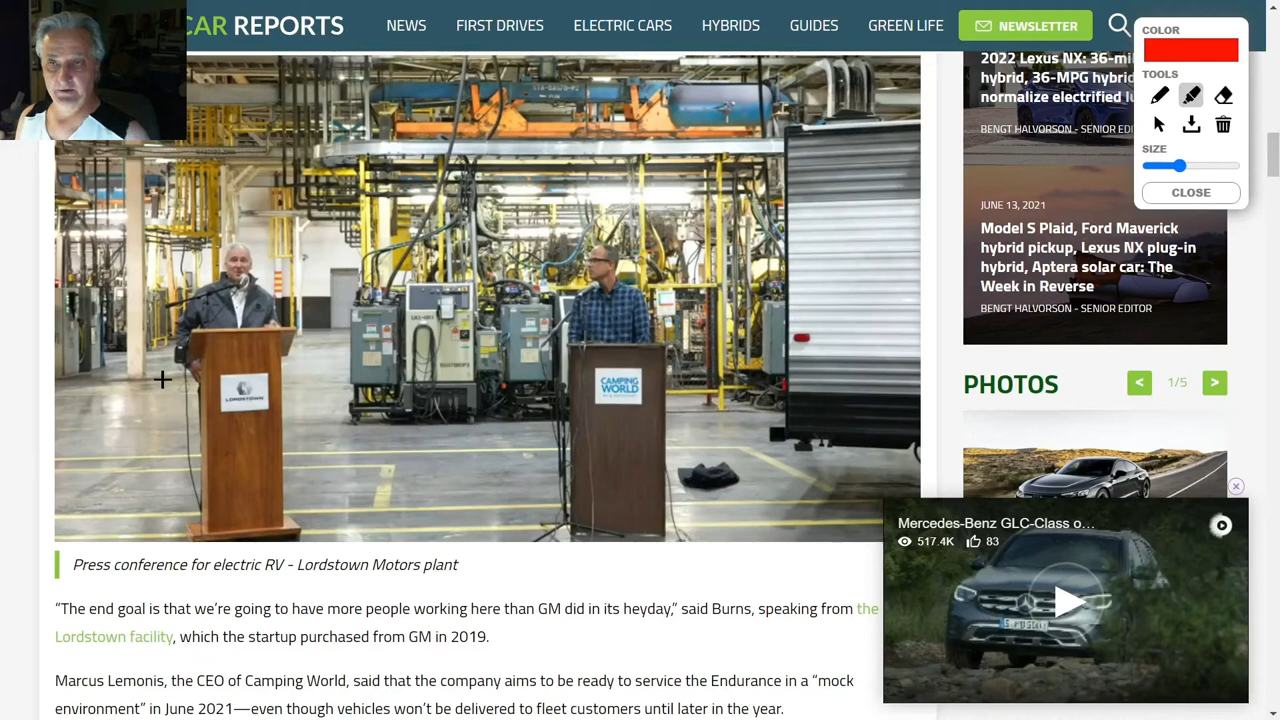 CAR REPORTS
NEWS
FIRST DRIVES
ELECTRIC CARS
HYBRIDS
GUIDES
GREEN LIFE
NEWSLETTER
COLOR
TOOLS
SIZE
CLOSE
2022 Lexus NX: 36-mi
hybrid, 36-MPG hybrid
normalize electrified lu
BENGT HALVORSON - SENIOR EDI
JUNE 13, 2021
Model S Plaid, Ford Maverick
hybrid pickup, Lexus NX plug-in
hybrid, Aptera solar car: The
Week in Reverse
BENGT HALVORSON - SENIOR EDITOR
PHOTOS
<
1/5
>
LORDSTOWN
CAMPING
WORLD
Mercedes-Benz GLC-Class o...
517.4K
83
Press conference for electric RV - Lordstown Motors plant
“The end goal is that we’re going to have more people working here than GM did in its heyday,” said Burns, speaking from the
Lordstown facility, which the startup purchased from GM in 2019.
Marcus Lemonis, the CEO of Camping World, said that the company aims to be ready to service the Endurance in a “mock
environment” in June 2021—even though vehicles won’t be delivered to fleet customers until later in the year.